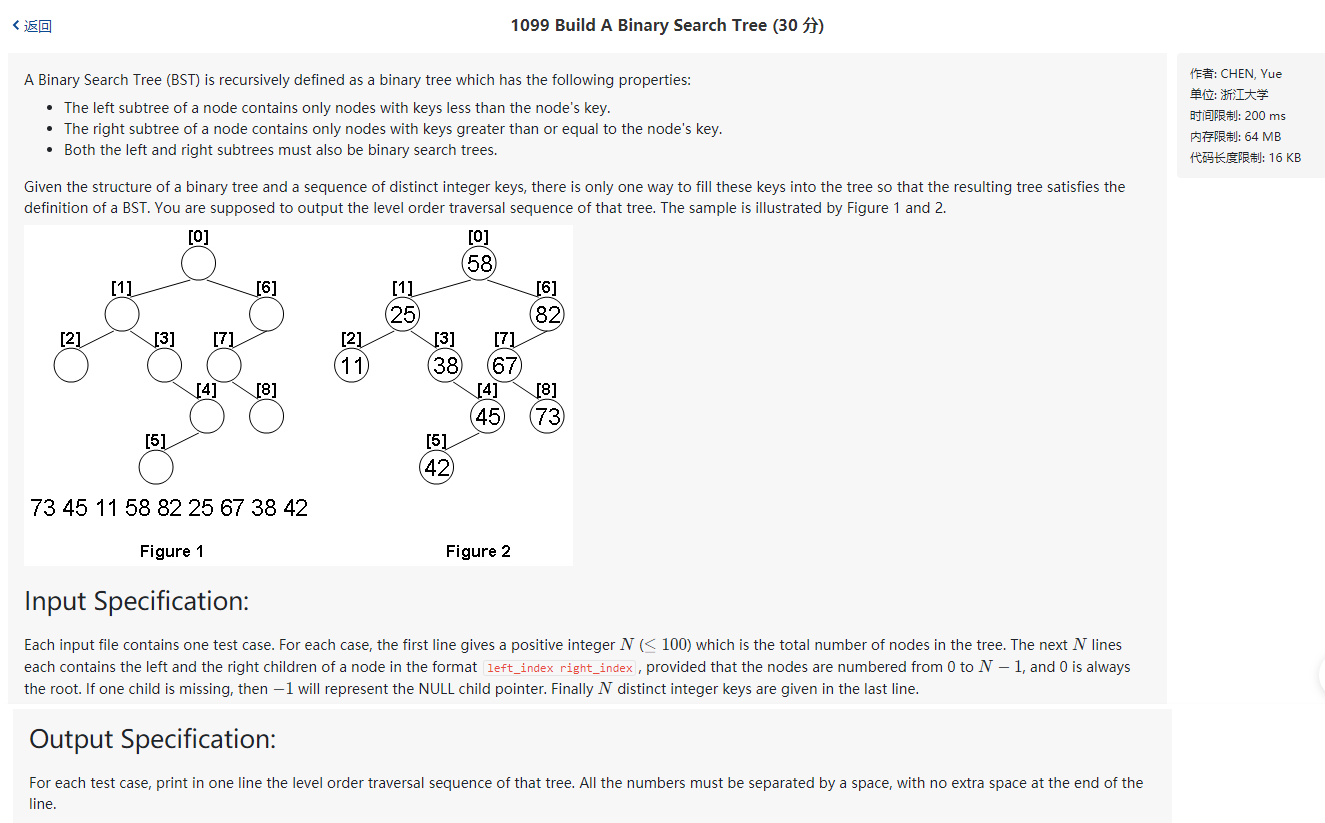 返回
1099 Build A Binary Search Tree (30 分)
A Binary Search Tree (BST) is recursively defined as a binary tree which has the following properties:
• The left subtree of a node contains only nodes with keys less than the node's key.
• The right subtree of a node contains only nodes with keys greater than or equal to the node's key.
• Both the left and right subtrees must also be binary search trees.
Given the structure of a binary tree and a sequence of distinct integer keys, there is only one way to fill these keys into the tree so that the resulting tree satisfies the
definition of a BST. You are supposed to output the level order traversal sequence of that tree. The sample is illustrated by Figure 1 and 2.
[0]
[1] [6]
[2] [3] [7]
[4] [8]
[5]
73 45 11 58 82 25 67 38 42
Figure 1
[0]
58
[1] [6]
25 82
[2] [3] [7]
11 38 67
[4] [8]
45 73
[5]
42
Figure 2
Input Specification:
Each input file contains one test case. For each case, the first line gives a positive integer N (≤ 100) which is the total number of nodes in the tree. The next N lines
each contains the left and the right children of a node in the format left_index right_index , provided that the nodes are numbered from 0 to N − 1, and 0 is always
the root. If one child is missing, then −1 will represent the NULL child pointer. Finally N distinct integer keys are given in the last line.
Output Specification:
For each test case, print in one line the level order traversal sequence of that tree. All the numbers must be separated by a space, with no extra space at the end of the
line.
作者: CHEN, Yue
单位: 浙江大学
时间限制: 200 ms
内存限制: 64 MB
代码长度限制: 16 KB